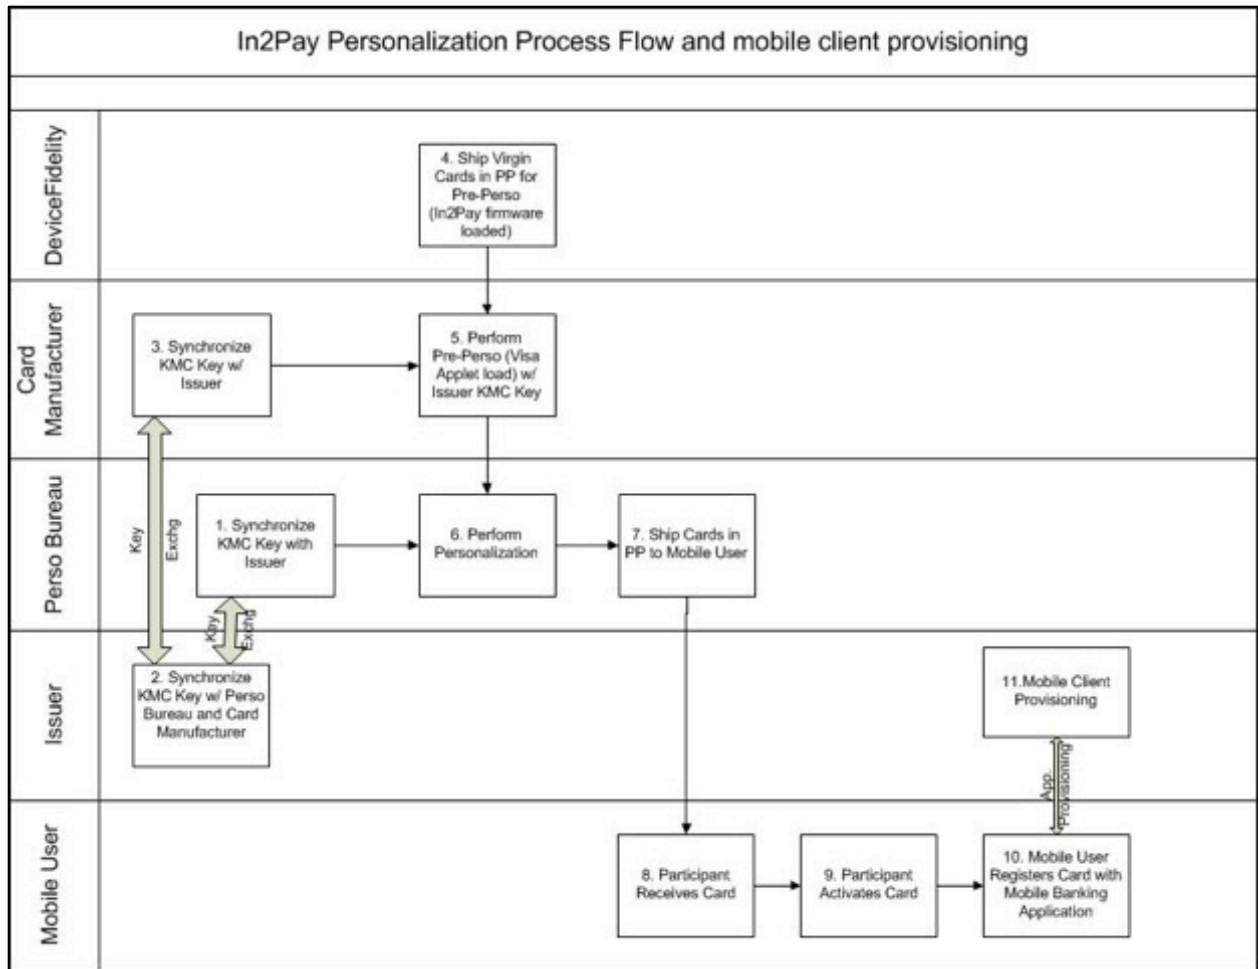 In2Pay Personalization Process Flow and mobile client provisioning
DeviceFidelity
4. Ship Virgin
Cards in PP for
Pre-Perso
(In2Pay firmware
loaded)
Card
Manufacturer
3. Synchronize
KMC Key w/
Issuer
5. Perform
Pre-Perso (Visa
Applet load) w/
Issuer KMC Key
Perso Bureau
Key
Exchg
1. Synchronize
KMC Key with
Issuer
6. Perform
Personalization
7. Ship Cards in
PP to Mobile User
Key
Exchg
Issuer
2. Synchronize
KMC Key w/ Perso
Bureau and Card
Manufacturer
11.Mobile Client
Provisioning
App.
Provisioning
Mobile User
8. Participant
Receives Card
9. Participant
Activates Card
10. Mobile User
Registers Card with
Mobile Banking
Application